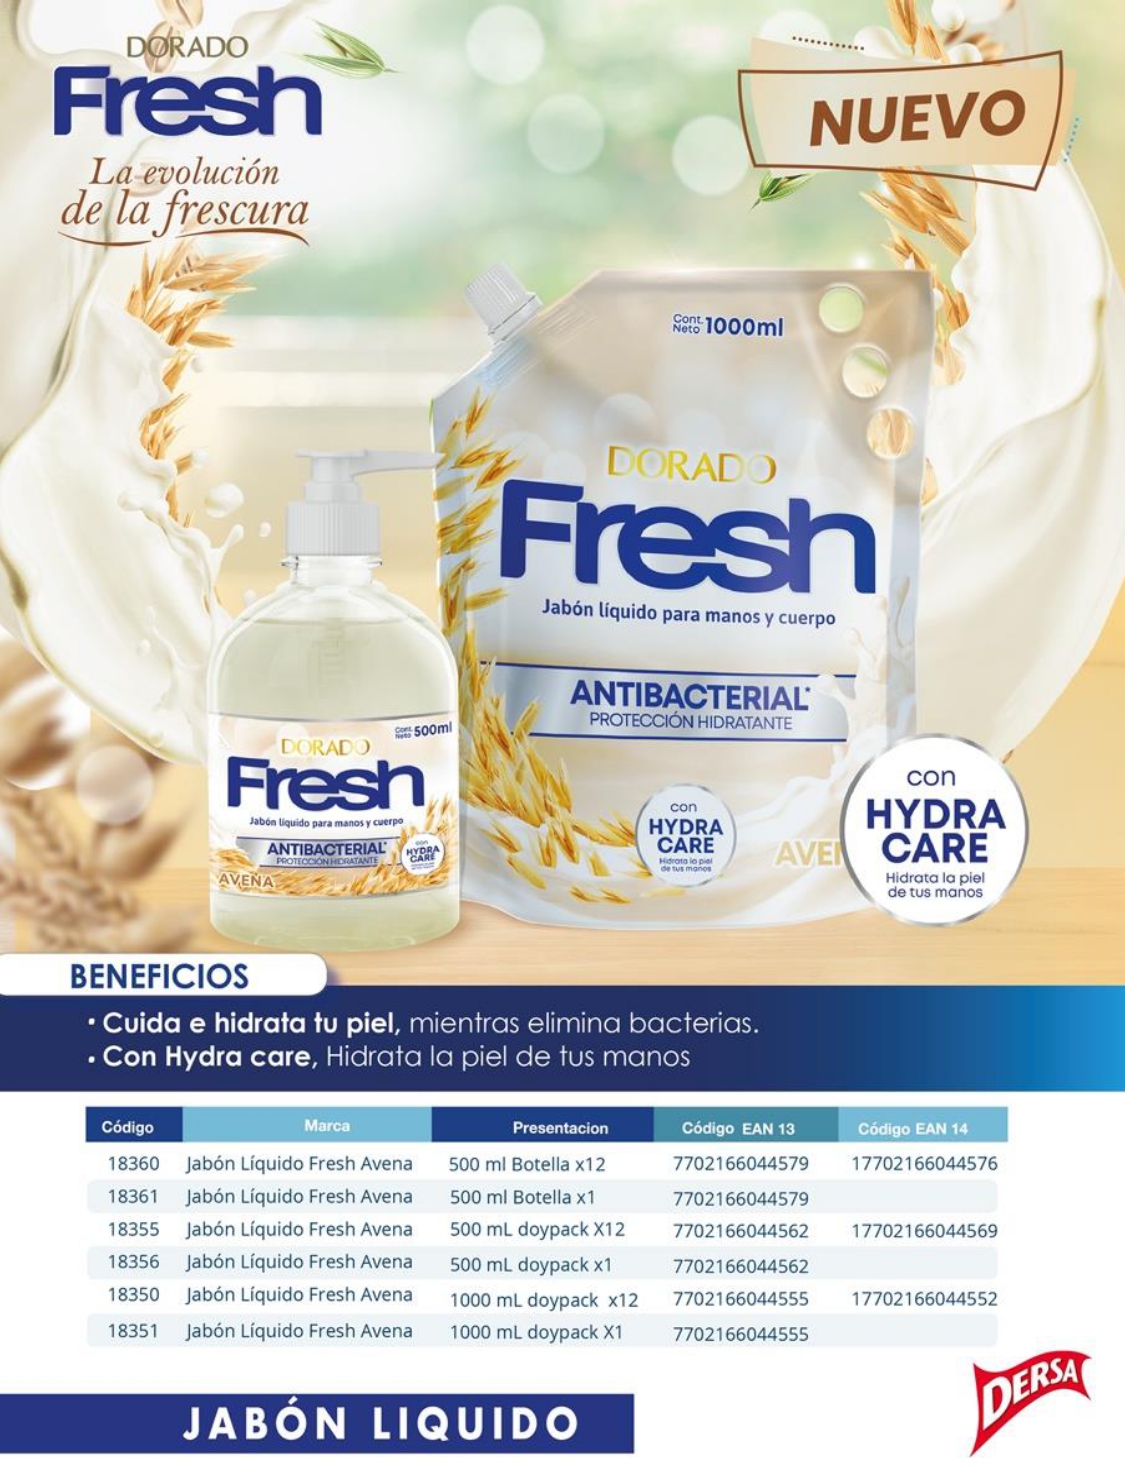 DORADO
Fresh
La evolución
de la frescura
NUEVO
Cont.
Neto 1000ml
DORADO
Fresh
Jabón líquido para manos y cuerpo
ANTIBACTERIAL*
PROTECCIÓN HIDRATANTE
con
HYDRA
CARE
Hidrata la piel
de tus manos
AVE
con
HYDRA
CARE
Hidrata la piel
de tus manos
Cont.
Neto 500ml
DORADO
Fresh
Jabón líquido para manos y cuerpo
ANTIBACTERIAL*
PROTECCIÓN HIDRATANTE
con
HYDRA
CARE
AVENA
BENEFICIOS
• Cuida e hidrata tu piel, mientras elimina bacterias.
• Con Hydra care, Hidrata la piel de tus manos
Código Marca Presentacion Código EAN 13 Código EAN 14
18360 Jabón Líquido Fresh Avena 500 ml Botella x12 7702166044579 17702166044576
18361 Jabón Líquido Fresh Avena 500 ml Botella x1 7702166044579
18355 Jabón Líquido Fresh Avena 500 mL doypack X12 7702166044562 17702166044569
18356 Jabón Líquido Fresh Avena 500 mL doypack x1 7702166044562
18350 Jabón Líquido Fresh Avena 1000 mL doypack x12 7702166044555 17702166044552
18351 Jabón Líquido Fresh Avena 1000 mL doypack X1 7702166044555
DERSA
JABÓN LIQUIDO